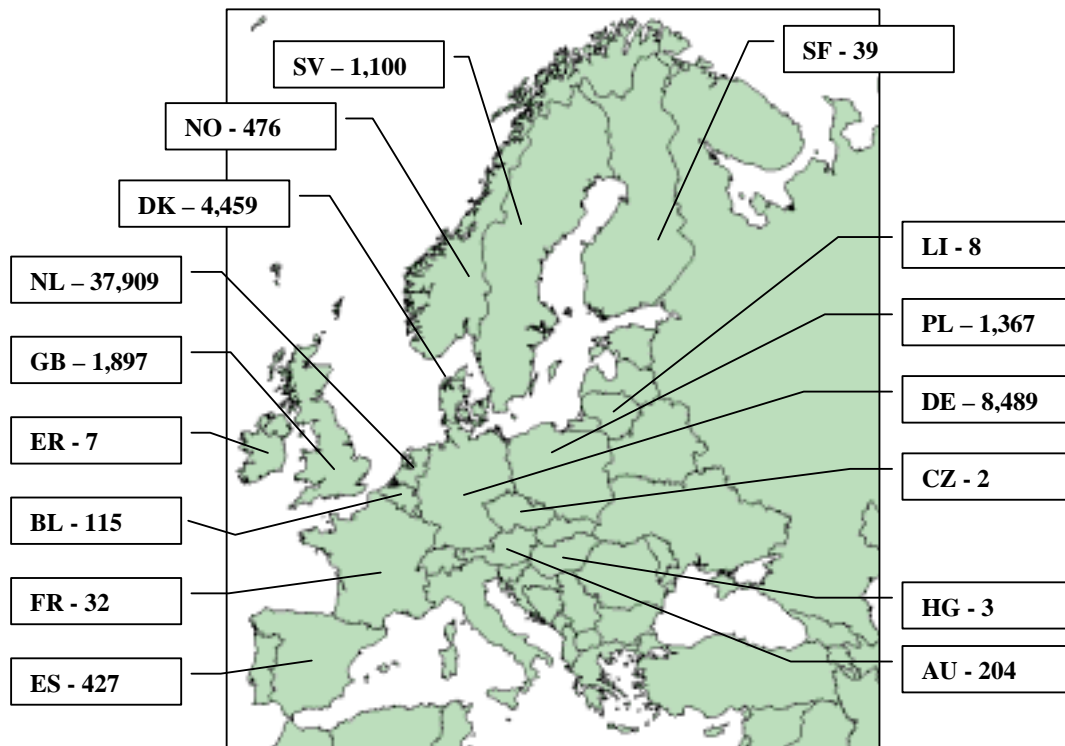 SV – 1,100
SF - 39
NO - 476
DK – 4,459
NL – 37,909
GB – 1,897
ER - 7
BL - 115
FR - 32
ES - 427
LI - 8
PL – 1,367
DE – 8,489
CZ - 2
HG - 3
AU - 204